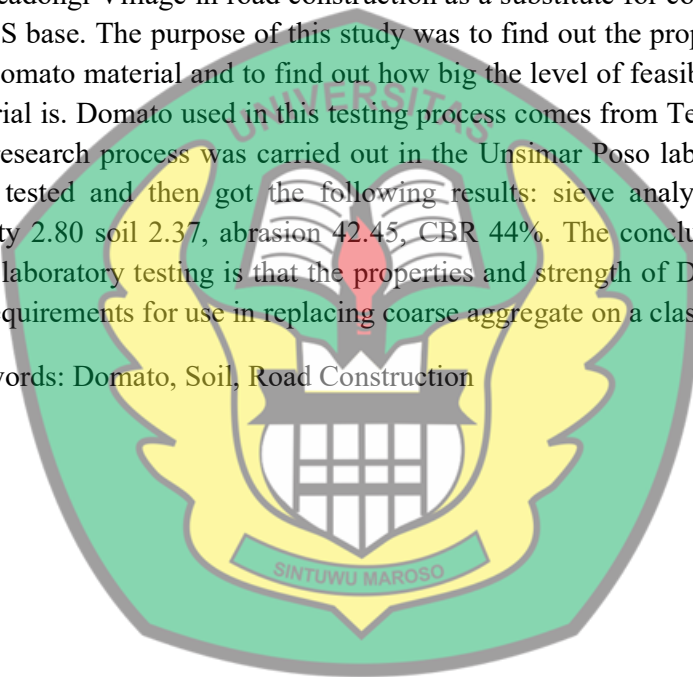 eadongi Village in road construction as a substitute for co
S base. The purpose of this study was to find out the prop
omato material and to find out how big the level of feasib
UNIVERSITAS
rial is. Domato used in this testing process comes from Te
research process was carried out in the Unsimar Poso lab
tested and then got the following results: sieve analy
ty 2.80 soil 2.37, abrasion 42.45, CBR 44%. The conclu
laboratory testing is that the properties and strength of D
equirements for use in replacing coarse aggregate on a clas
words: Domato, Soil, Road Construction
SINTUWU MAROSO